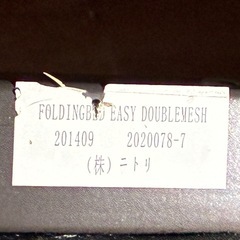 FOLDINGBED EASY DOUBLEMESH
201409 2020078-7
(株)ニトリ